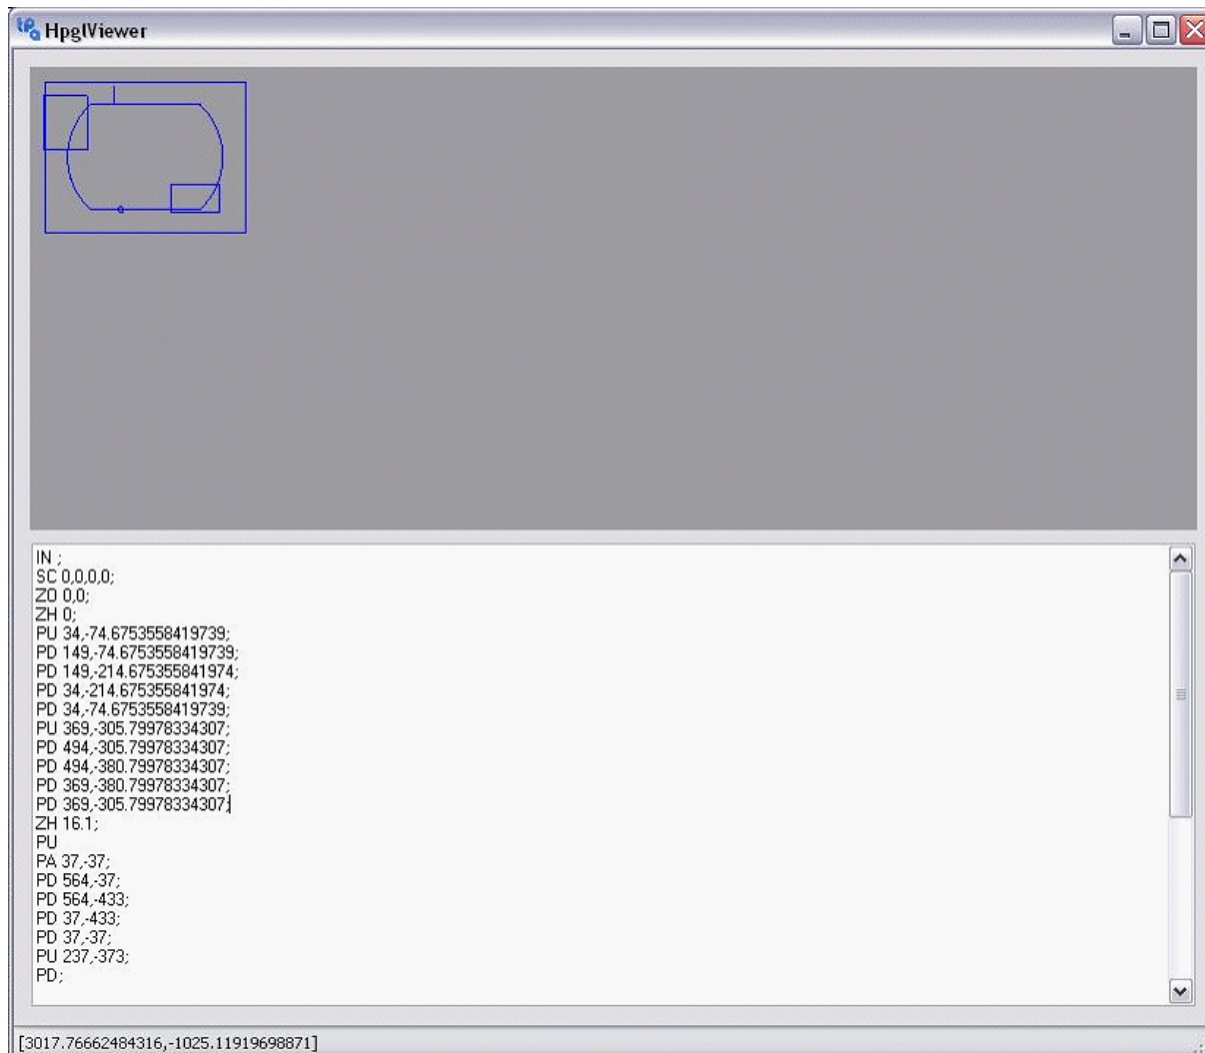 HpglViewer
IN ;
SC 0,0,0,0;
ZO 0,0;
ZH 0;
PU 34,-74.6753558419739;
PD 149,-74.6753558419739;
PD 149,-214.675355841974;
PD 34,-214.675355841974;
PD 34,-74.6753558419739;
PU 369,-305.79978334307;
PD 494,-305.79978334307;
PD 494,-380.79978334307;
PD 369,-380.79978334307;
PD 369,-305.79978334307;
ZH 16.1;
PU
PA 37,-37;
PD 564,-37;
PD 564,-433;
PD 37,-433;
PD 37,-37;
PU 237,-373;
PD;
[3017.76662484316,-1025.11919698871]